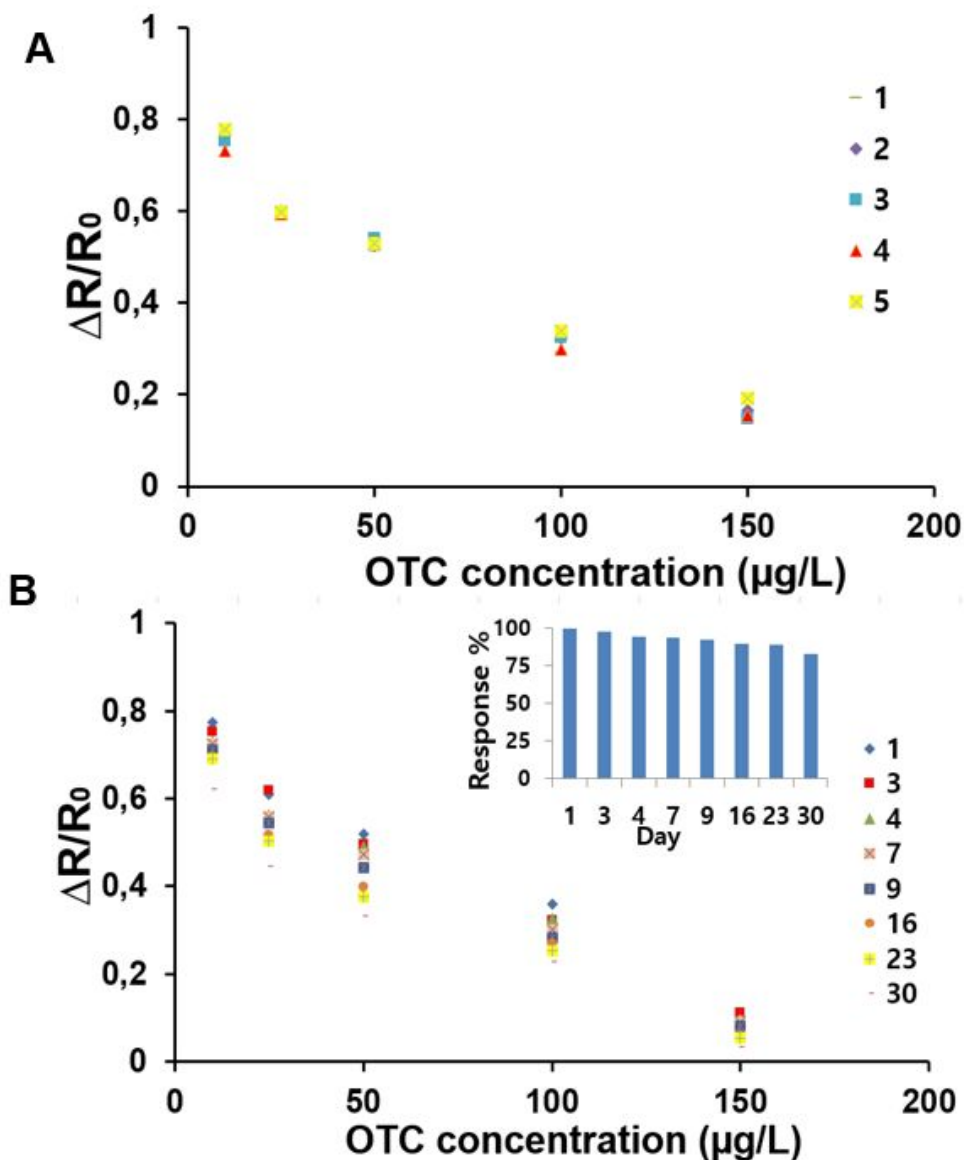 A
1
0,8
0,6
0,4
0,2
0
ΔR/R0
0 50 100 150 200
OTC concentration (µg/L)
1
2
3
4
5
B
1
0,8
0,6
0,4
0,2
0
ΔR/R0
0 50 100 150 200
OTC concentration (µg/L)
Response %
100
75
50
25
0
1 3 4 7 9 16 23 30
Day
1
3
4
7
9
16
23
30